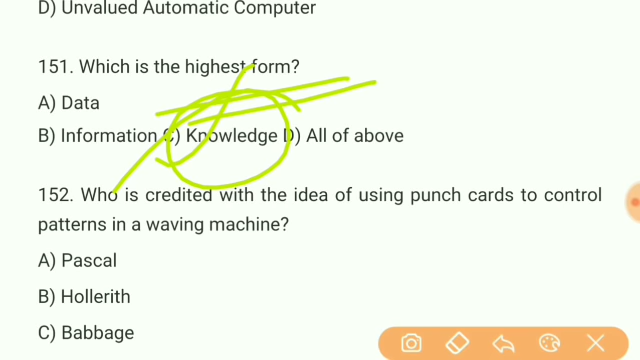 D) Unvalued Automatic Computer
151. Which is the highest form?
A) Data
B) Information C) Knowledge D) All of above
152. Who is credited with the idea of using punch cards to control
patterns in a waving machine?
A) Pascal
B) Hollerith
C) Babbage